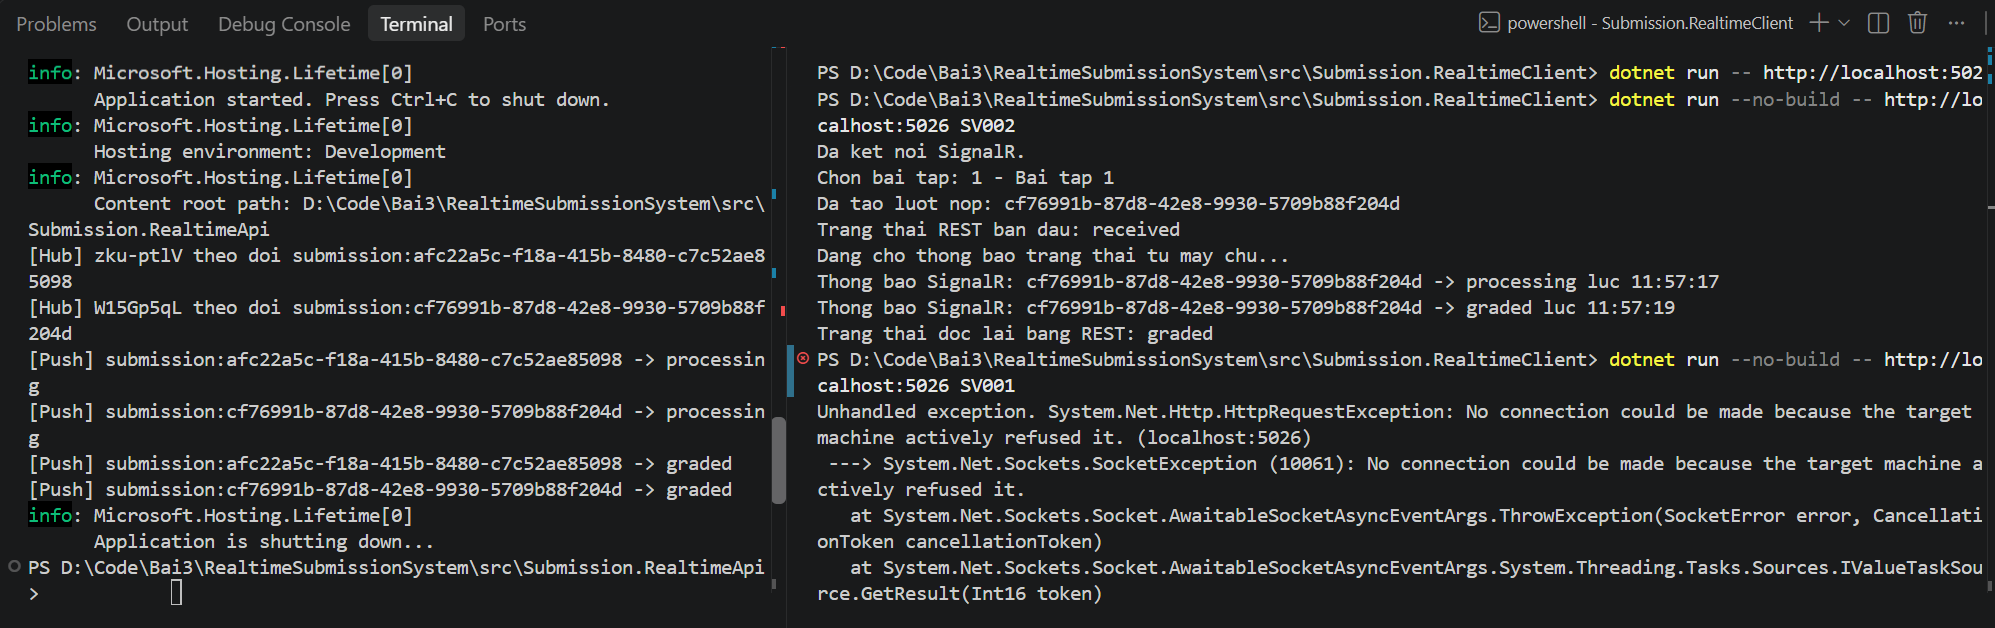 Problems Output Debug Console Terminal Ports powershell - Submission.RealtimeClient
info: Microsoft.Hosting.Lifetime[0]
Application started. Press Ctrl+C to shut down.
info: Microsoft.Hosting.Lifetime[0]
Hosting environment: Development
info: Microsoft.Hosting.Lifetime[0]
Content root path: D:\Code\Bai3\RealtimeSubmissionSystem\src\
Submission.RealtimeApi
[Hub] zku-ptlV theo doi submission:afc22a5c-f18a-415b-8480-c7c52ae8
5098
[Hub] W15Gp5qL theo doi submission:cf76991b-87d8-42e8-9930-5709b88f
204d
[Push] submission:afc22a5c-f18a-415b-8480-c7c52ae85098 -> processin
g
[Push] submission:cf76991b-87d8-42e8-9930-5709b88f204d -> processin
g
[Push] submission:afc22a5c-f18a-415b-8480-c7c52ae85098 -> graded
[Push] submission:cf76991b-87d8-42e8-9930-5709b88f204d -> graded
info: Microsoft.Hosting.Lifetime[0]
Application is shutting down...
PS D:\Code\Bai3\RealtimeSubmissionSystem\src\Submission.RealtimeApi
>
PS D:\Code\Bai3\RealtimeSubmissionSystem\src\Submission.RealtimeClient> dotnet run -- http://localhost:502
PS D:\Code\Bai3\RealtimeSubmissionSystem\src\Submission.RealtimeClient> dotnet run --no-build -- http://lo
calhost:5026 SV002
Da ket noi SignalR.
Chon bai tap: 1 - Bai tap 1
Da tao luot nop: cf76991b-87d8-42e8-9930-5709b88f204d
Trang thai REST ban dau: received
Dang cho thong bao trang thai tu may chu...
Thong bao SignalR: cf76991b-87d8-42e8-9930-5709b88f204d -> processing luc 11:57:17
Thong bao SignalR: cf76991b-87d8-42e8-9930-5709b88f204d -> graded luc 11:57:19
Trang thai doc lai bang REST: graded
PS D:\Code\Bai3\RealtimeSubmissionSystem\src\Submission.RealtimeClient> dotnet run --no-build -- http://lo
calhost:5026 SV001
Unhandled exception. System.Net.Http.HttpRequestException: No connection could be made because the target
machine actively refused it. (localhost:5026)
---> System.Net.Sockets.SocketException (10061): No connection could be made because the target machine a
ctively refused it.
at System.Net.Sockets.Socket.AwaitableSocketAsyncEventArgs.ThrowException(SocketError error, Cancellati
onToken cancellationToken)
at System.Net.Sockets.Socket.AwaitableSocketAsyncEventArgs.System.Threading.Tasks.Sources.IValueTaskSou
rce.GetResult(Int16 token)